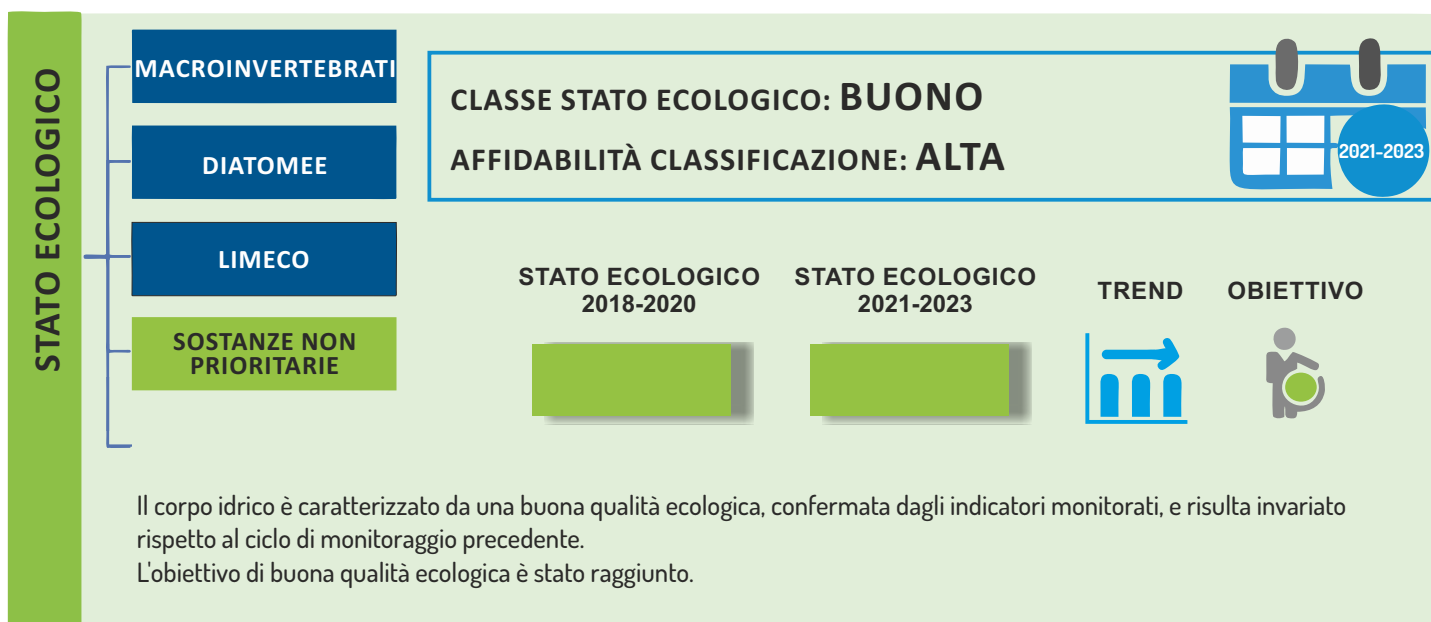 STATO ECOLOGICO
MACROINVERTEBRATI
DIATOMEE
LIMECO
SOSTANZE NON
PRIORITARIE
CLASSE STATO ECOLOGICO: BUONO
AFFIDABILITÀ CLASSIFICAZIONE: ALTA
2021-2023
STATO ECOLOGICO
2018-2020
STATO ECOLOGICO
2021-2023
TREND
OBIETTIVO
Il corpo idrico è caratterizzato da una buona qualità ecologica, confermata dagli indicatori monitorati, e risulta invariato
rispetto al ciclo di monitoraggio precedente.
L'obiettivo di buona qualità ecologica è stato raggiunto.